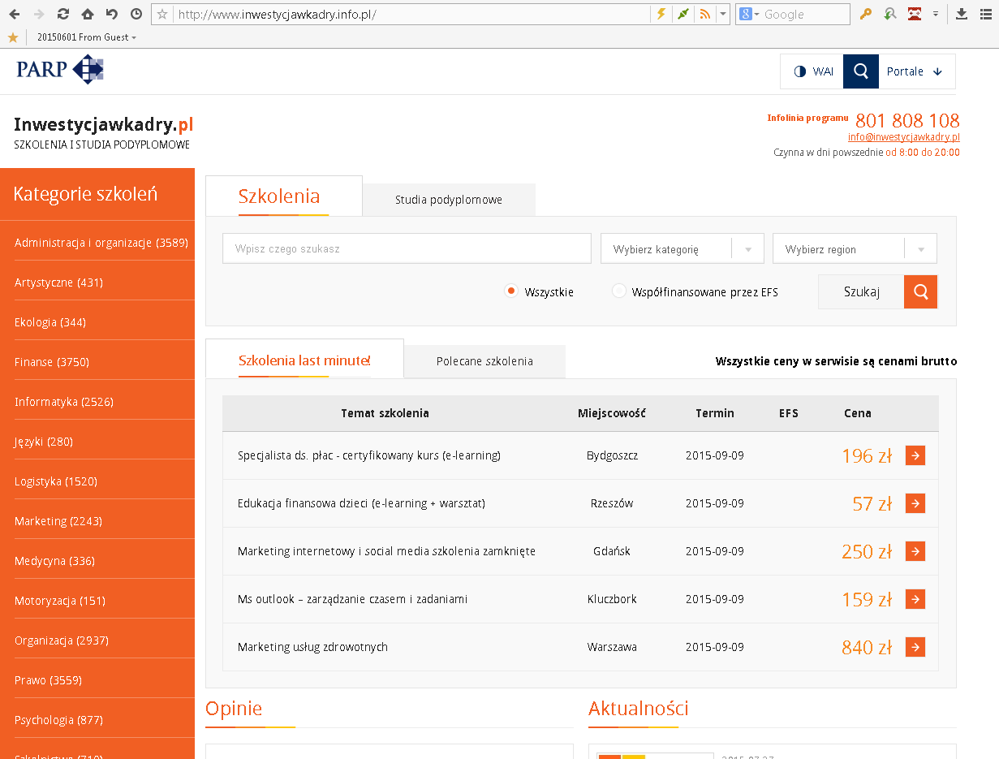 http://www.inwestycjawkadry.info.pl/
Google
20150601 From Guest
PARP
WAI
Portale
Inwestycjawkadry.pl
SZKOLENIA I STUDIA PODYPLOMOWE
Infolinia programu 801 808 108
info@inwestycjawkadry.pl
Czynna w dni powszednie od 8:00 do 20:00
Kategorie szkoleń
Administracja i organizacje (3589)
Artystyczne (431)
Ekologia (344)
Finanse (3750)
Informatyka (2526)
Języki (280)
Logistyka (1520)
Marketing (2243)
Medycyna (336)
Motoryzacja (151)
Organizacja (2937)
Prawo (3559)
Psychologia (877)
Szkolenia
Studia podyplomowe
Wpisz czego szukasz
Wybierz kategorię
Wybierz region
Wszystkie
Współfinansowane przez EFS
Szukaj
Szkolenia last minute!
Polecane szkolenia
Wszystkie ceny w serwisie są cenami brutto
Temat szkolenia Miejscowość Termin EFS Cena
Specjalista ds. płac - certyfikowany kurs (e-learning) Bydgoszcz 2015-09-09 196 zł
Edukacja finansowa dzieci (e-learning + warsztat) Rzeszów 2015-09-09 57 zł
Marketing internetowy i social media szkolenia zamknięte Gdańsk 2015-09-09 250 zł
Ms outlook – zarządzanie czasem i zadaniami Kluczbork 2015-09-09 159 zł
Marketing usług zdrowotnych Warszawa 2015-09-09 840 zł
Opinie
Aktualności